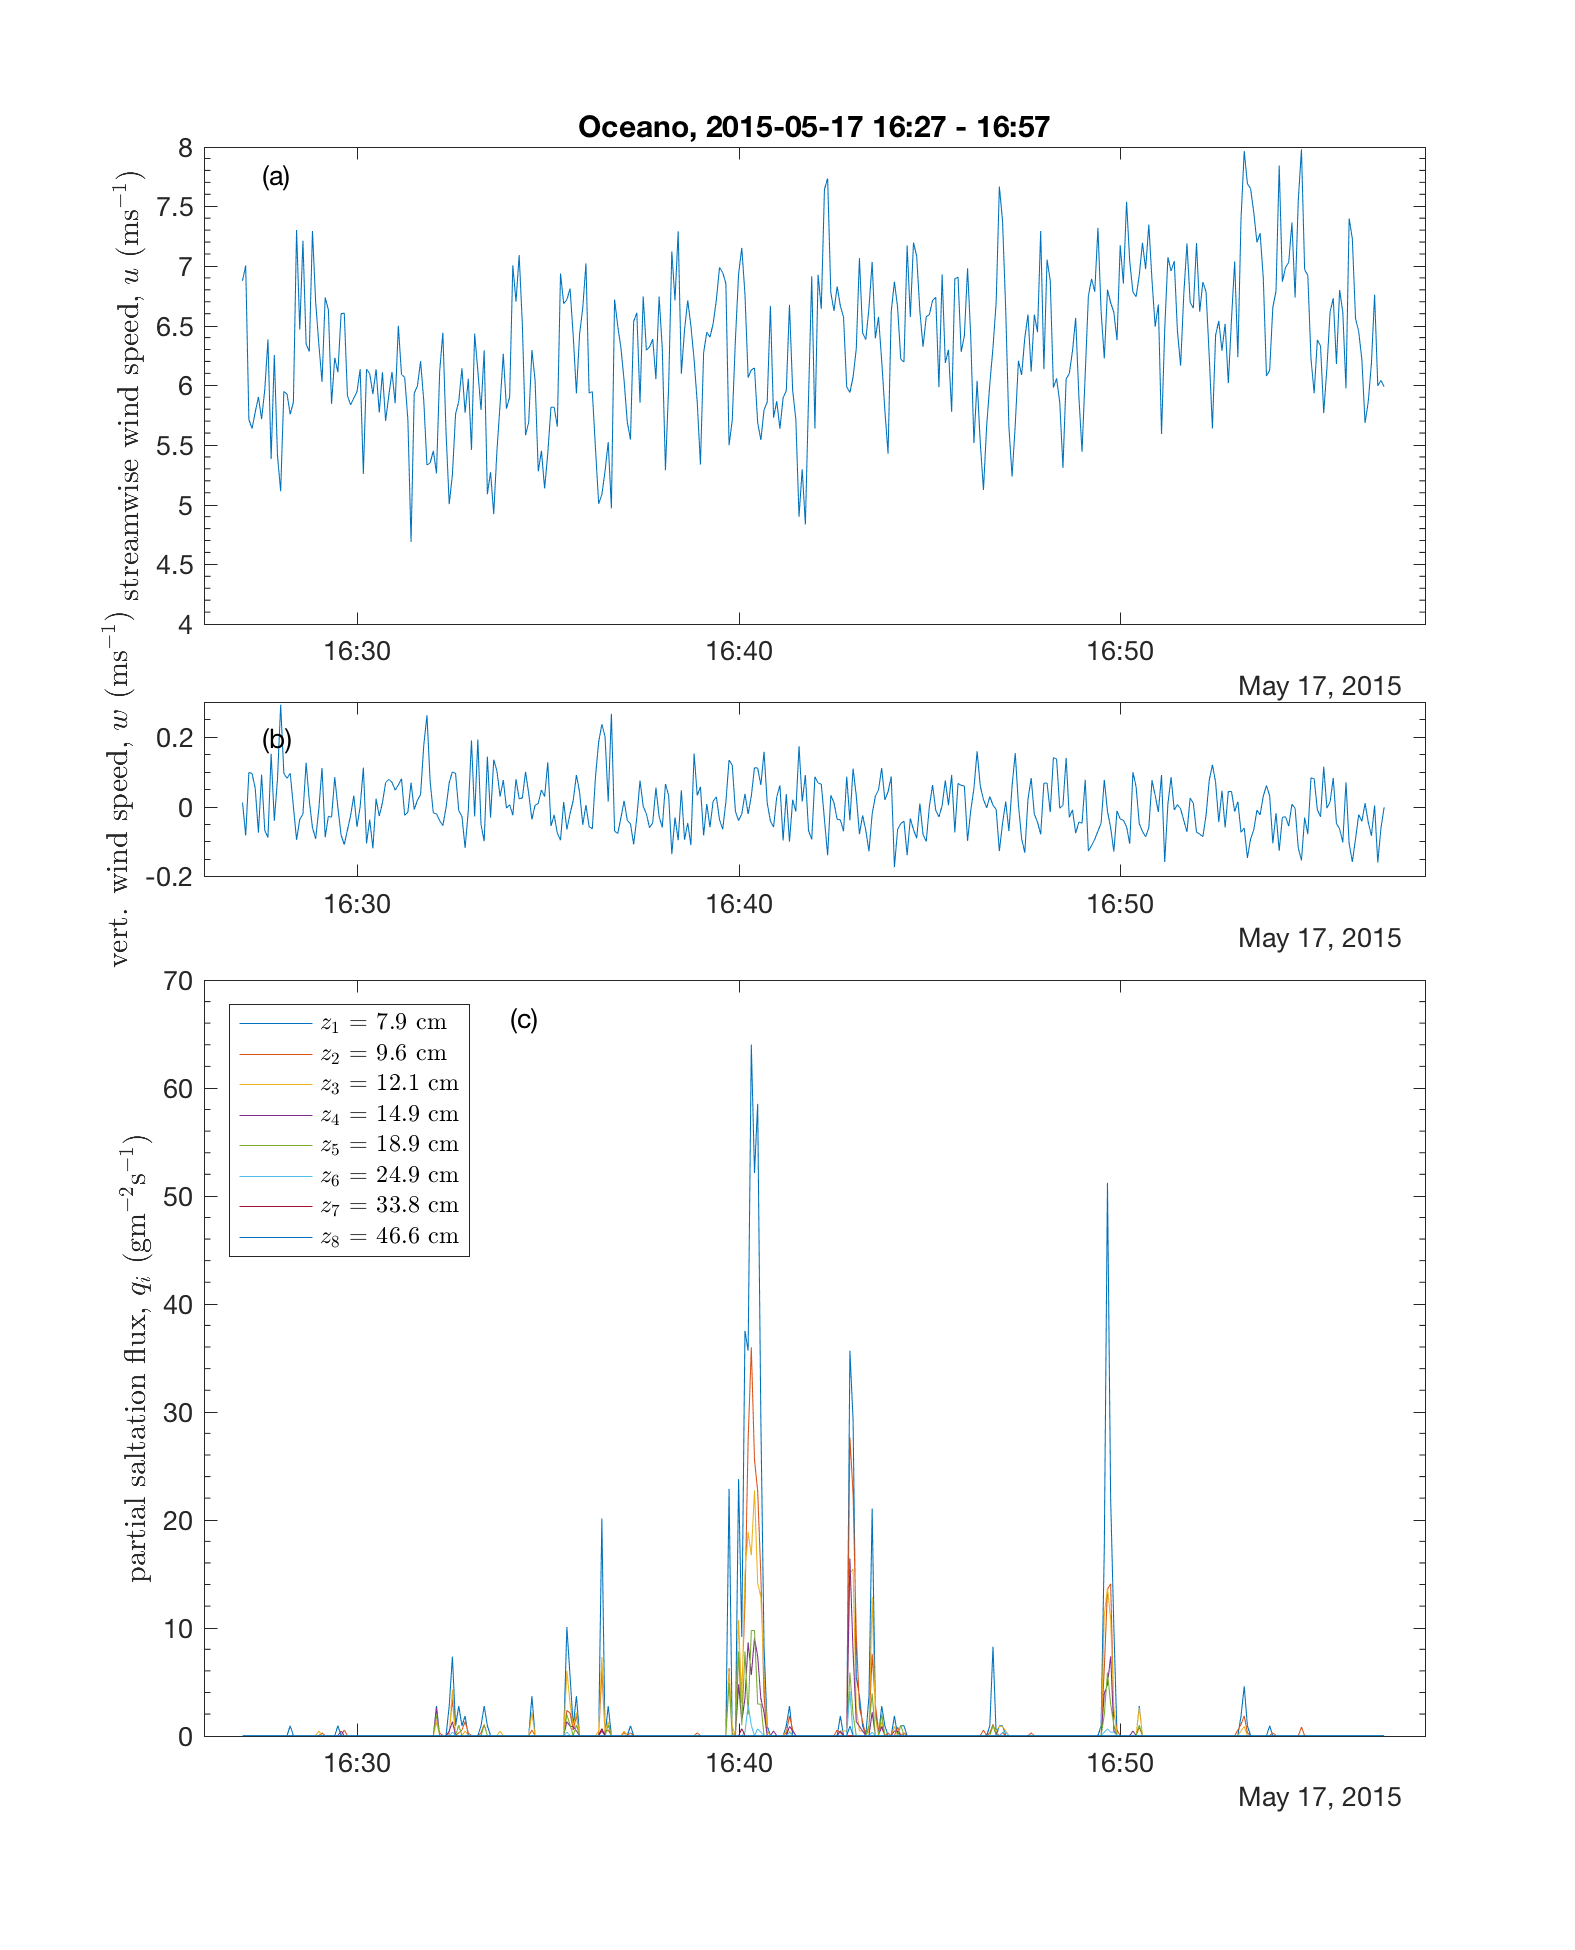 Oceano, 2015-05-17 16:27 - 16:57
(a)
streamwise wind speed, u (ms⁻¹)
8
7.5
7
6.5
6
5.5
5
4.5
4
16:30 16:40 16:50
May 17, 2015
(b)
vert. wind speed, w (ms⁻¹)
0.2
0
-0.2
16:30 16:40 16:50
May 17, 2015
(c)
partial saltation flux, qᵢ (gm⁻²s⁻¹)
70
60
50
40
30
20
10
0
z₁ = 7.9 cm
z₂ = 9.6 cm
z₃ = 12.1 cm
z₄ = 14.9 cm
z₅ = 18.9 cm
z₆ = 24.9 cm
z₇ = 33.8 cm
z₈ = 46.6 cm
16:30 16:40 16:50
May 17, 2015